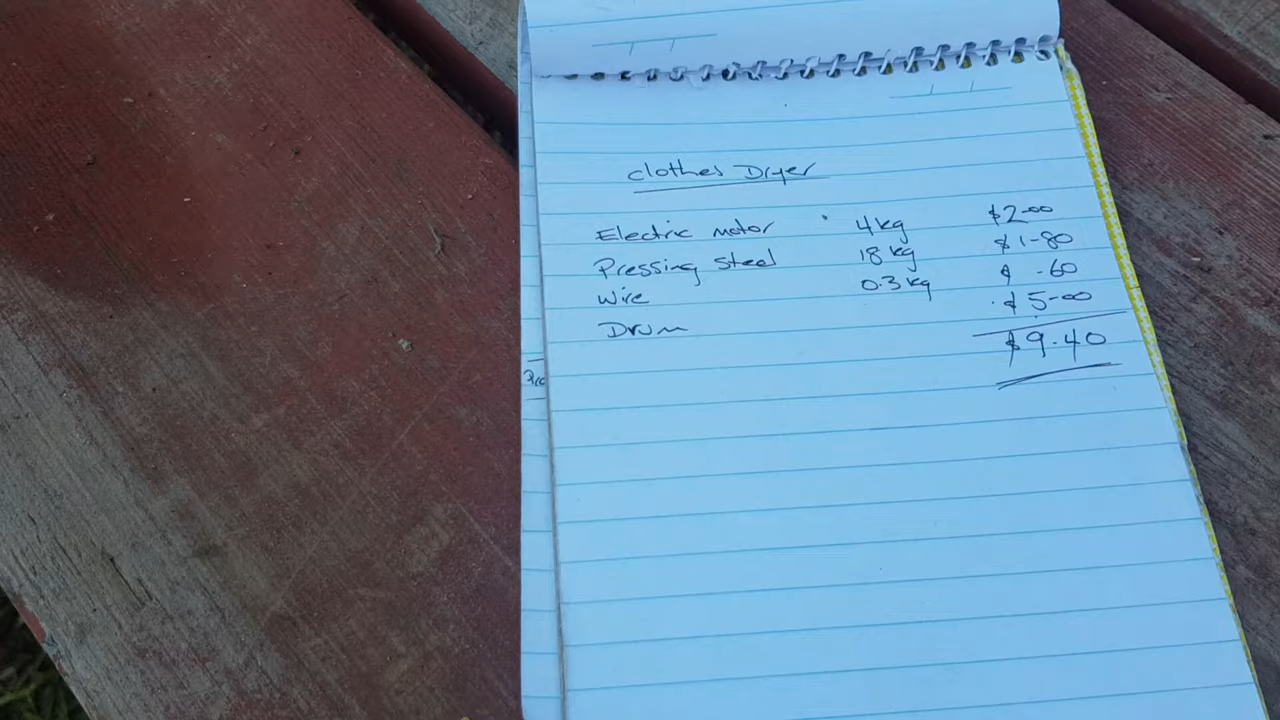 clothes Dryer
Electric motor 4kg $2-00
Pressing Steel 18kg $1-80
Wire 0.3kg $ .60
Drum $5-00
$9.40